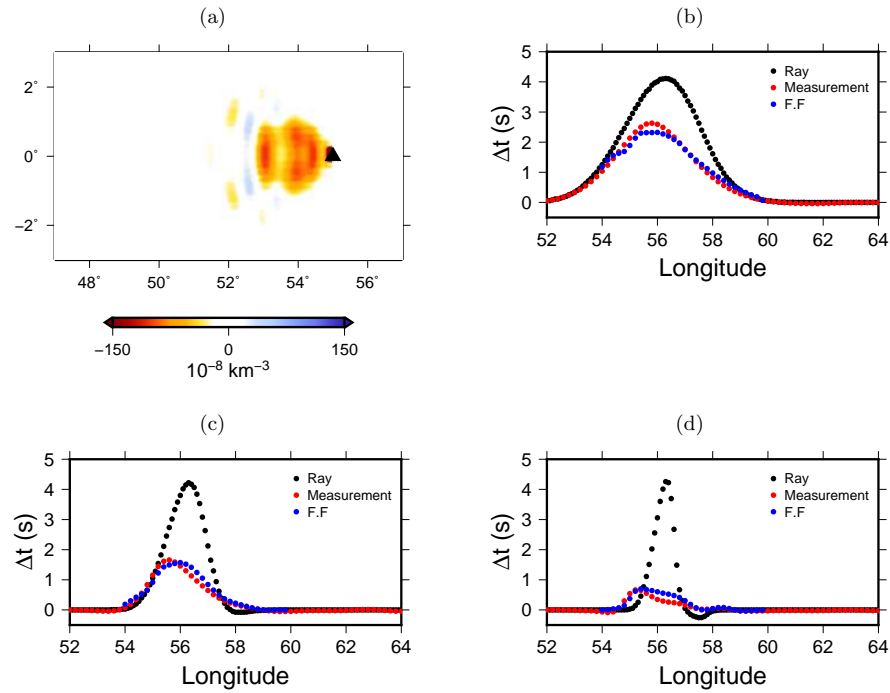 (a)
2°
0°
−2°
48° 50° 52° 54° 56°
−150 0 150
10⁻⁸ km⁻³
(b)
5
4
3
2
1
0
Δt (s)
Ray
Measurement
F.F
52 54 56 58 60 62 64
Longitude
(c)
5
4
3
2
1
0
Δt (s)
Ray
Measurement
F.F
52 54 56 58 60 62 64
Longitude
(d)
5
4
3
2
1
0
Δt (s)
Ray
Measurement
F.F
52 54 56 58 60 62 64
Longitude